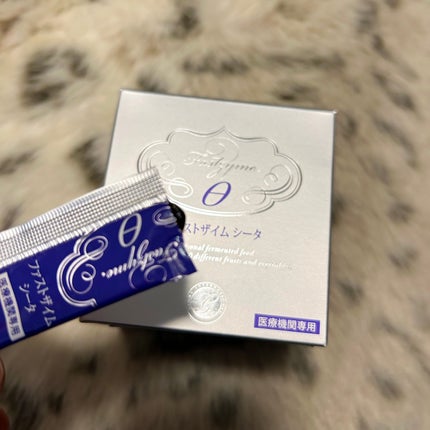 Fastzyme
θ
ァストザイム シータ
onal fermented food
different fruits and
医療機関専用
Fastzyme
θ
ファストザイム
シータ
医療機関専用